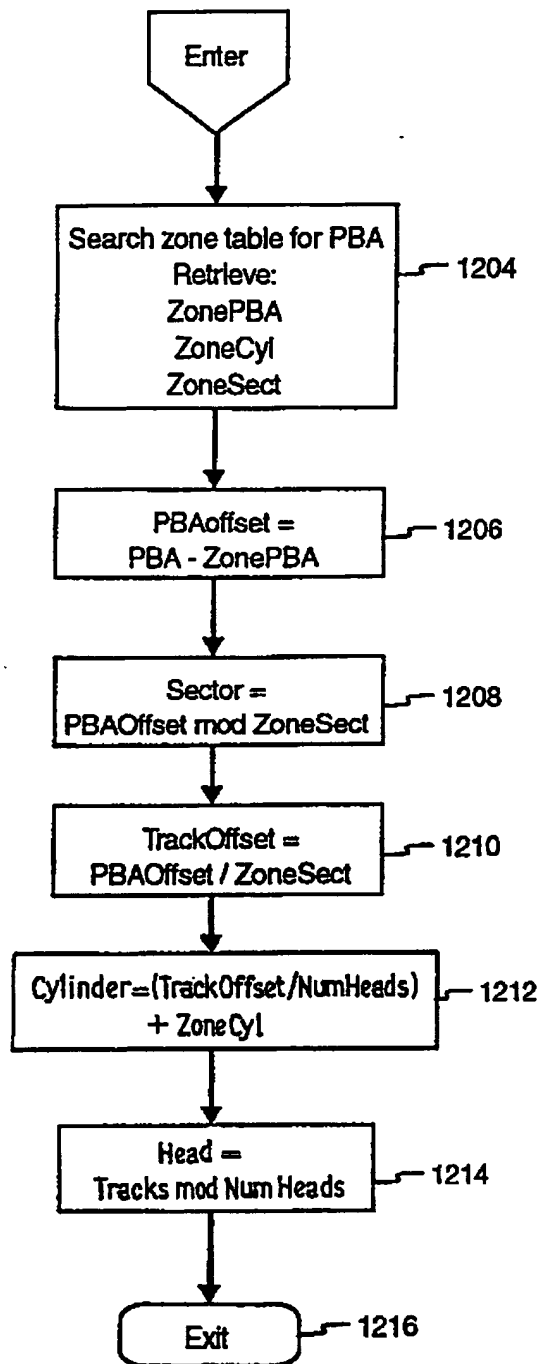 Enter
Search zone table for PBA
Retrieve:
ZonePBA
ZoneCyl
ZoneSect
1204
PBAoffset =
PBA - ZonePBA
1206
Sector =
PBAOffset mod ZoneSect
1208
TrackOffset =
PBAOffset / ZoneSect
1210
Cylinder=(TrackOffset/NumHeads)
+ ZoneCyl
1212
Head =
Tracks mod Num Heads
1214
Exit
1216